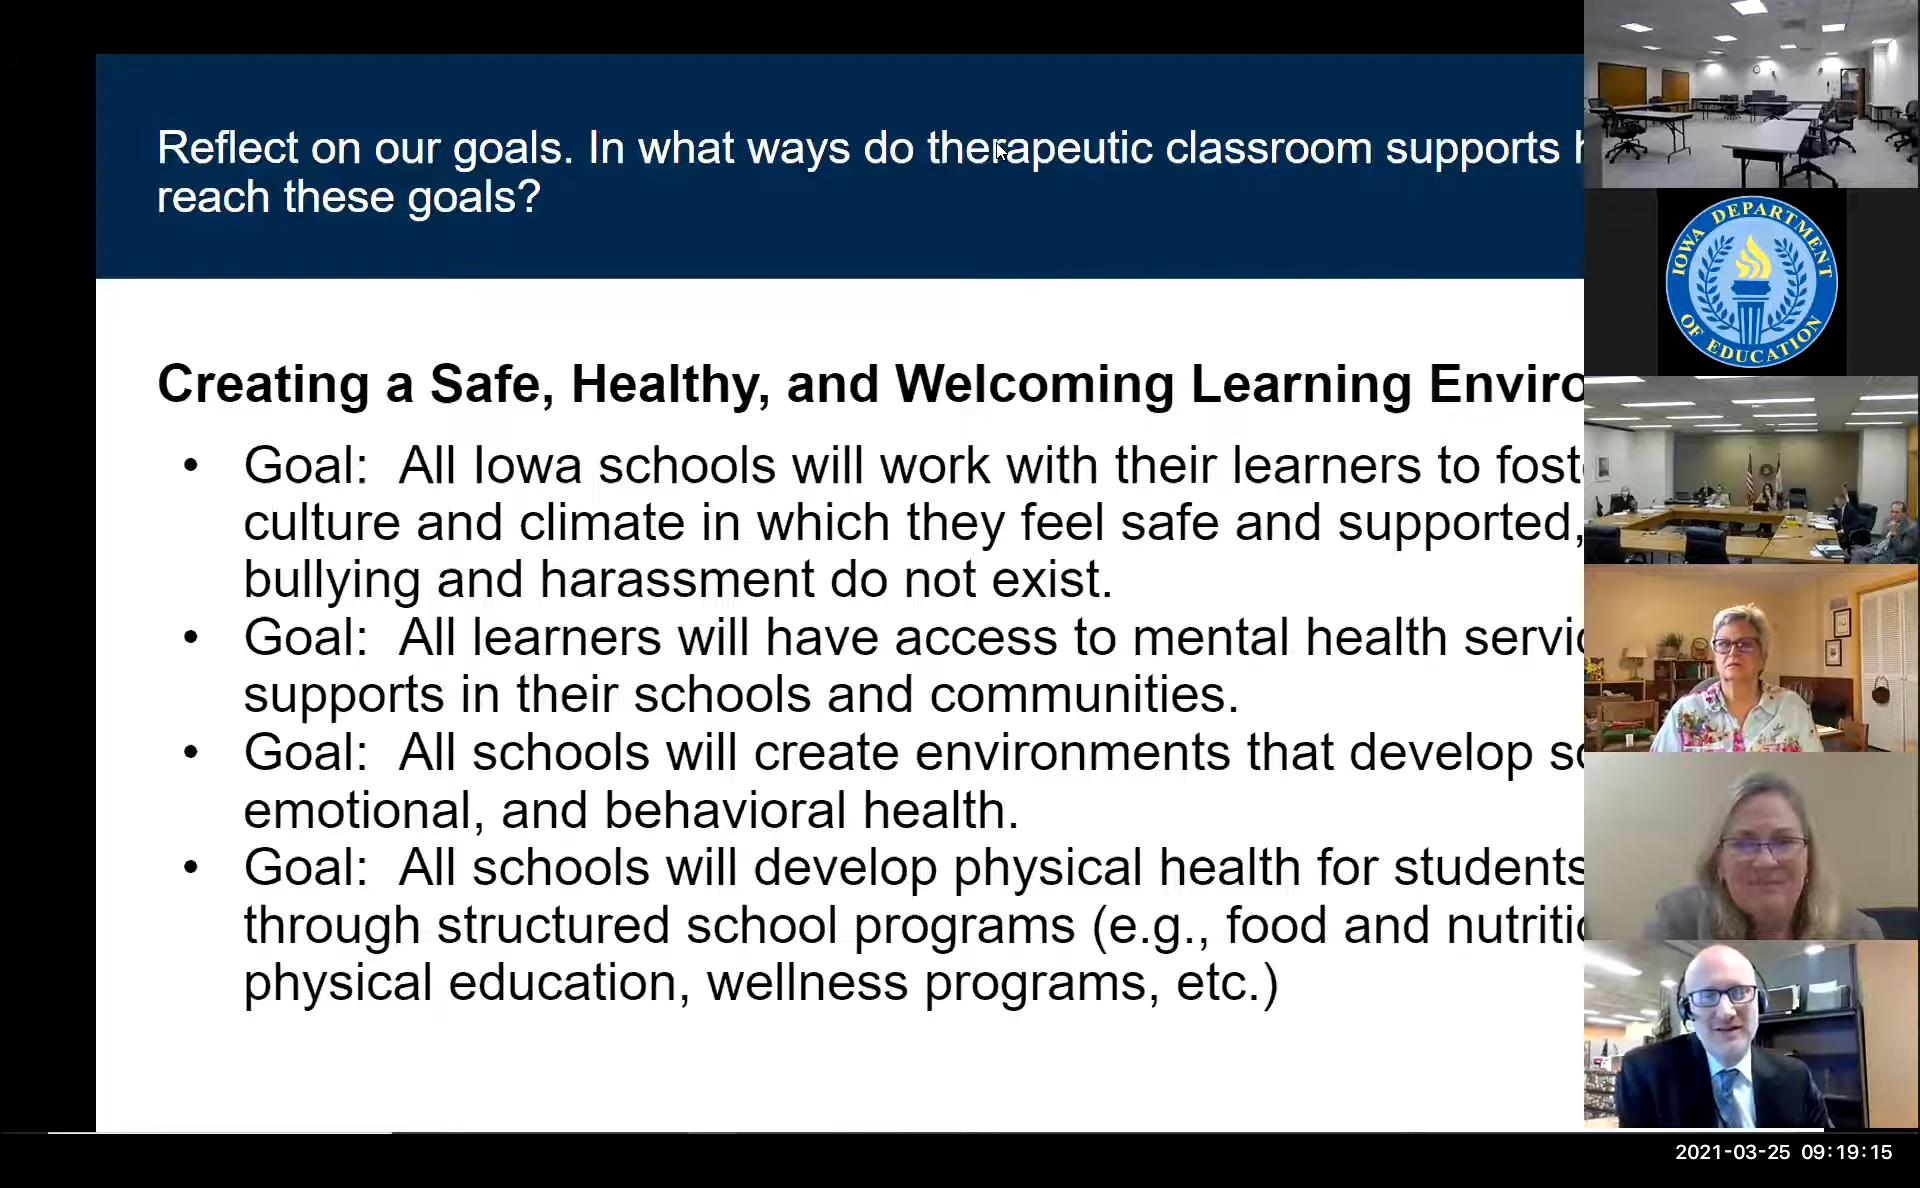 Reflect on our goals. In what ways do therapeutic classroom supports
reach these goals?
Creating a Safe, Healthy, and Welcoming Learning
Goal: All Iowa schools will work with their learners to
culture and climate in which they feel safe and supported,
bullying and harassment do not exist.
Goal: All learners will have access to mental health
supports in their schools and communities.
Goal: All schools will create environments that develop
emotional, and behavioral health.
Goal: All schools will develop physical health for students
through structured school programs (e.g., food and
physical education, wellness programs, etc.)
IOWA DEPARTMENT
OF EDUCATION
2021-03-25 09:19:15